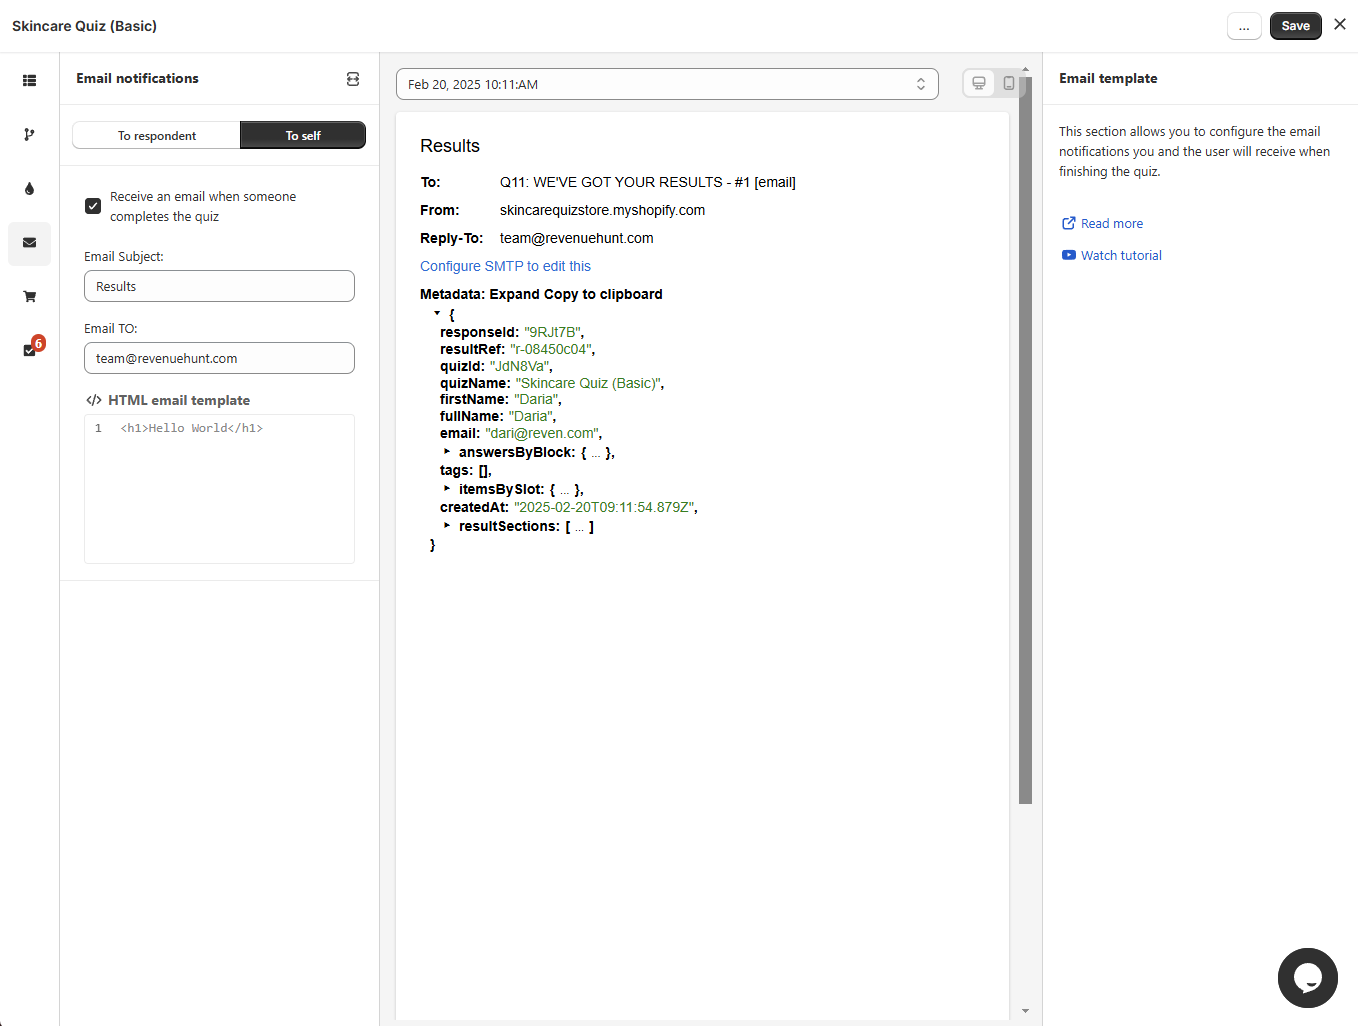 Skincare Quiz (Basic)
...
Save
Email notifications
To respondent
To self
Receive an email when someone
completes the quiz
Email Subject:
Results
Email TO:
team@revenuehunt.com
</> HTML email template
1 <h1>Hello World</h1>
6
Feb 20, 2025 10:11:AM
Results
To: Q11: WE'VE GOT YOUR RESULTS - #1 [email]
From: skincarequizstore.myshopify.com
Reply-To: team@revenuehunt.com
Configure SMTP to edit this
Metadata: Expand Copy to clipboard
{
responseId: "9RJt7B",
resultRef: "r-08450c04",
quizId: "JdN8Va",
quizName: "Skincare Quiz (Basic)",
firstName: "Daria",
fullName: "Daria",
email: "dari@reven.com",
answersByBlock: { ... },
tags: [],
itemsBySlot: { ... },
createdAt: "2025-02-20T09:11:54.879Z",
resultSections: [ ... ]
}
Email template
This section allows you to configure the email
notifications you and the user will receive when
finishing the quiz.
Read more
Watch tutorial